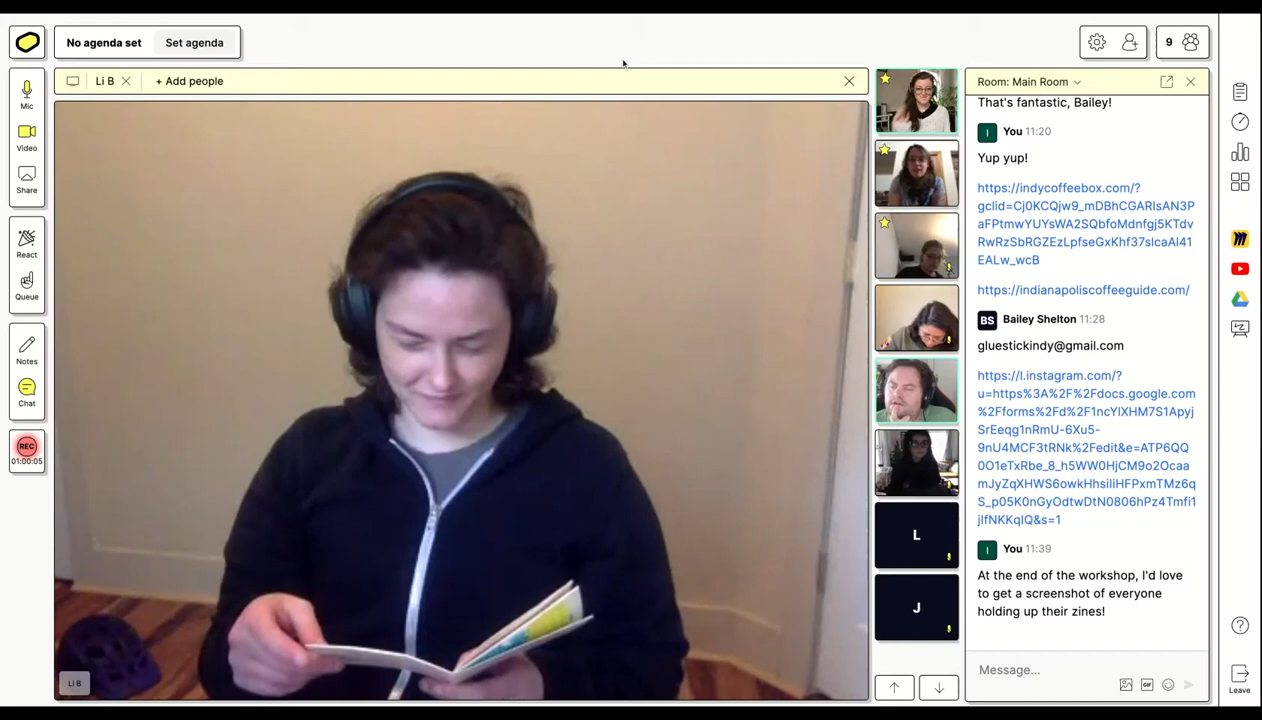 No agenda set
Set agenda
9
Mic
Video
Share
React
Queue
Notes
Chat
REC
01:00:05
Li B
+ Add people
Li B
L
J
Room: Main Room
That's fantastic, Bailey!
I
You 11:20
Yup yup!
https://indycoffeebox.com/?
gclid=Cj0KCQjw9_mDBhCGARIsAN3P
aFPtmwYUYsWA2SQbfoMdnfgj5KTdv
RwRzSbRGZEzLpfseGxKhf37slcaAl41
EALw_wcB
https://indianapoliscoffeeguide.com/
BS
Bailey Shelton 11:28
gluestickindy@gmail.com
https://l.instagram.com/?
u=https%3A%2F%2Fdocs.google.com
%2Fforms%2Fd%2F1ncYlXHM7S1Apyj
SrEeqg1nRmU-6Xu5-
9nU4MCF3tRNk%2Fedit&e=ATP6QQ
0O1eTxRbe_8_h5WW0HjCM9o2Ocaa
mJyZqXHWS6owkHhsiliHFPxmTMz6q
S_p05K0nGyOdtwDtN0806hPz4Tmfi1
jlfNKKqlQ&s=1
I
You 11:39
At the end of the workshop, I'd love
to get a screenshot of everyone
holding up their zines!
Message...
GIF
Leave